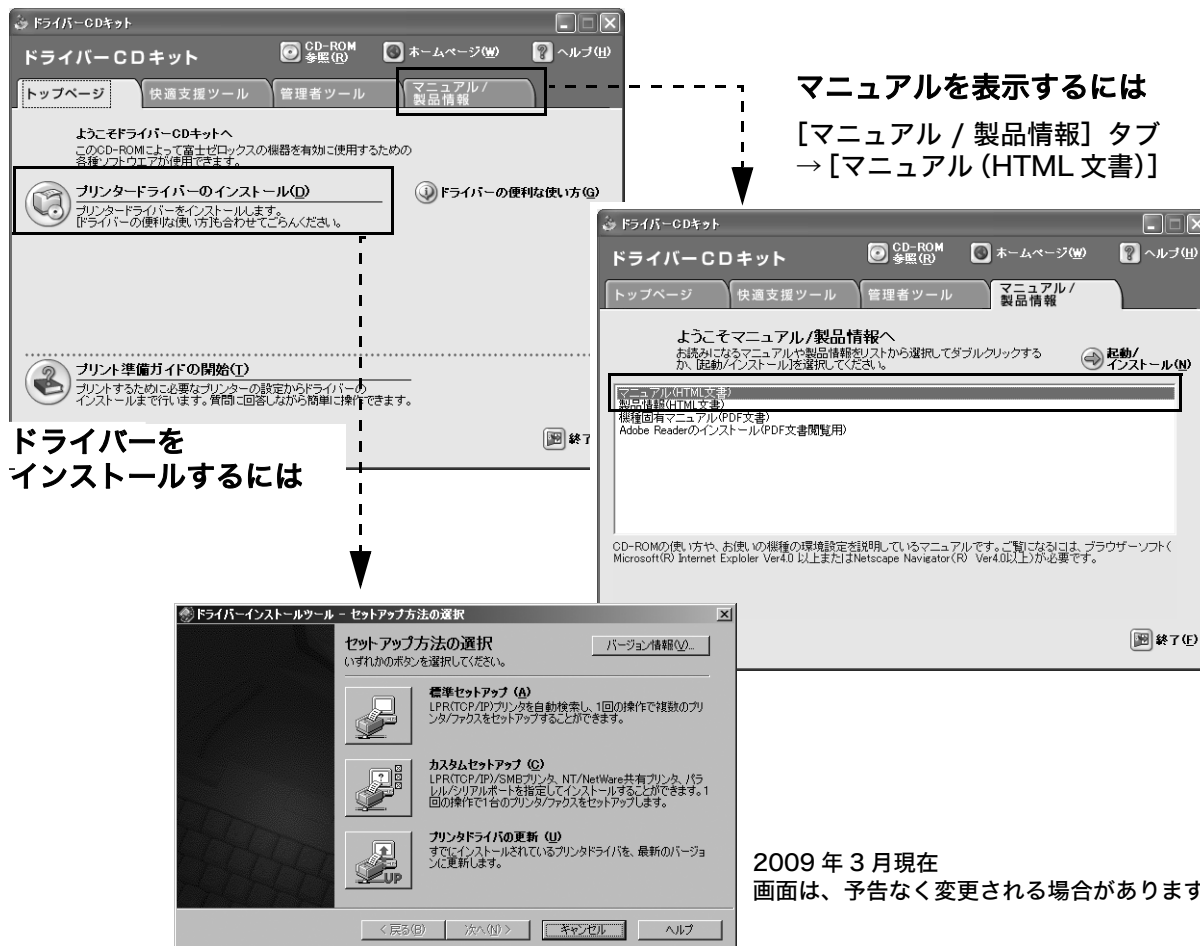 ドライバーCDキット
ドライバーCDキット
CD-ROM
参照(R)
ホームページ(W)
ヘルプ(H)
トップページ
快適支援ツール
管理者ツール
マニュアル/
製品情報
ようこそドライバーCDキットへ
このCD-ROMによって富士ゼロックスの機器を有効に使用するための
各種ソフトウエアが使用できます。
プリンタードライバーのインストール(D)
プリンタードライバーをインストールします。
『ドライバーの便利な使い方』も合わせてごらんください。
ドライバーの便利な使い方(G)
プリント準備ガイドの開始(T)
プリントするために必要なプリンターの設定からドライバーの
インストールまで行います。質問に回答しながら簡単に操作できます。
終了
マニュアルを表示するには
[マニュアル / 製品情報] タブ
→[マニュアル (HTML 文書)]
ドライバーCDキット
ドライバーCDキット
CD-ROM
参照(R)
ホームページ(W)
ヘルプ(H)
トップページ
快適支援ツール
管理者ツール
マニュアル/
製品情報
ようこそマニュアル/製品情報へ
お読みになるマニュアルや製品情報をリストから選択してダブルクリックする
か、[起動/インストール]を選択してください。
起動/
インストール(N)
マニュアル(HTML文書)
製品情報(HTML文書)
機種固有マニュアル(PDF文書)
Adobe Readerのインストール(PDF文書閲覧用)
CD-ROMの使い方や、お使いの機種の環境設定を説明しているマニュアルです。ご覧になるには、ブラウザーソフト(
Microsoft(R) Internet Exploler Ver4.0 以上またはNetscape Navigator(R) Ver4.0以上)が必要です。
終了(E)
ドライバーを
インストールするには
ドライバーインストールツール - セットアップ方法の選択
セットアップ方法の選択
いずれかのボタンを選択してください。
バージョン情報(V)...
標準セットアップ (A)
LPR(TCP/IP)プリンタを自動検索し、1回の操作で複数のプリ
ンタ/ファクスをセットアップすることができます。
カスタムセットアップ (C)
LPR(TCP/IP)/SMBプリンタ、NT/NetWare共有プリンタ、パラ
レル/シリアルポートを指定してインストールすることができます。1
回の操作で1台のプリンタ/ファクスをセットアップします。
プリンタドライバの更新 (U)
すでにインストールされているプリンタドライバを、最新のバージョ
ンに更新します。
UP
< 戻る(B)
次へ(N) >
キャンセル
ヘルプ
2009 年 3 月現在
画面は、予告なく変更される場合があります